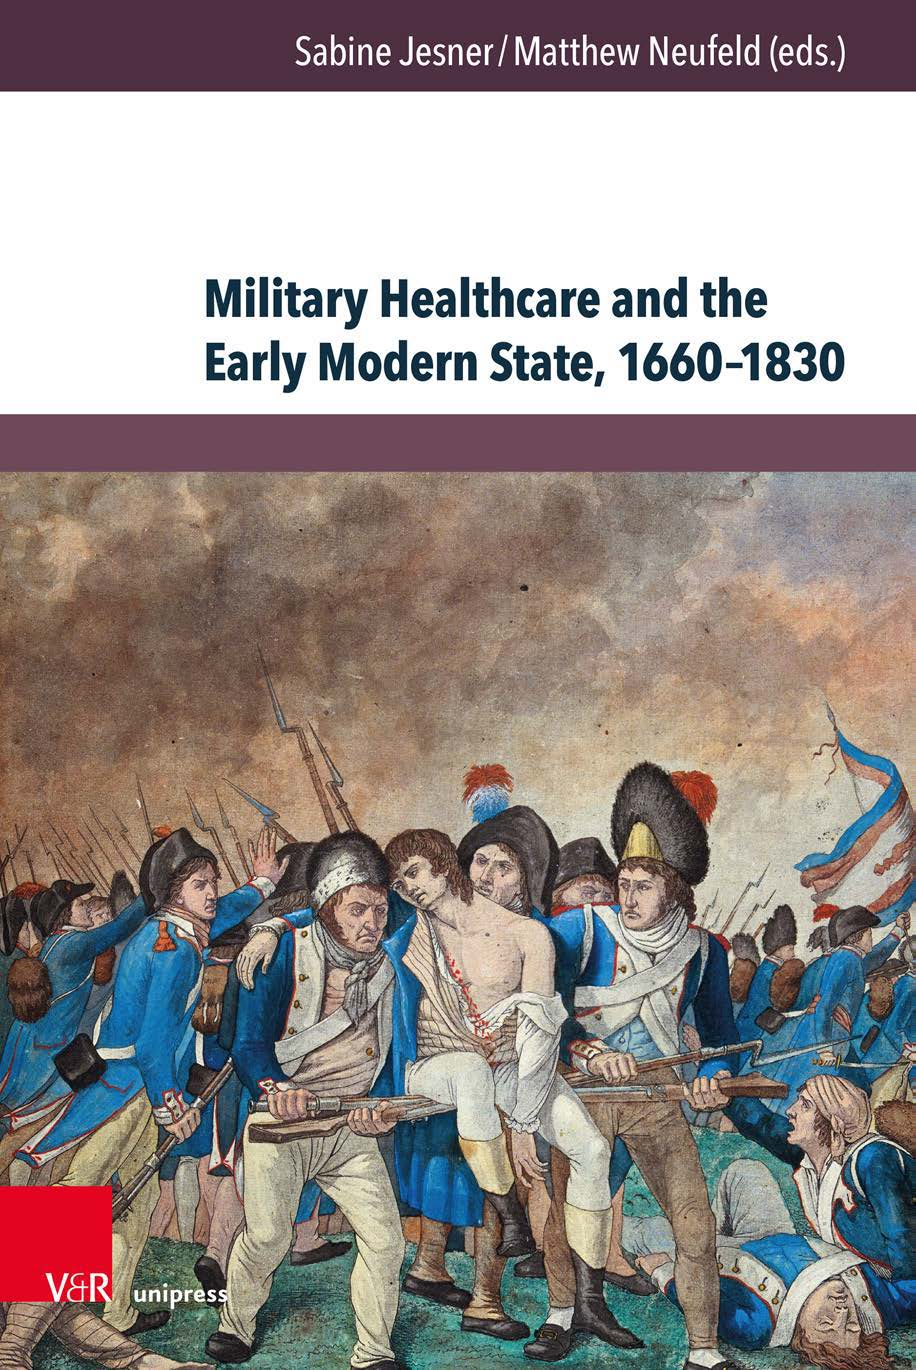 Sabine Jesner / Matthew Neufeld (eds.)
Military Healthcare and the
Early Modern State, 1660–1830
V&R unipress